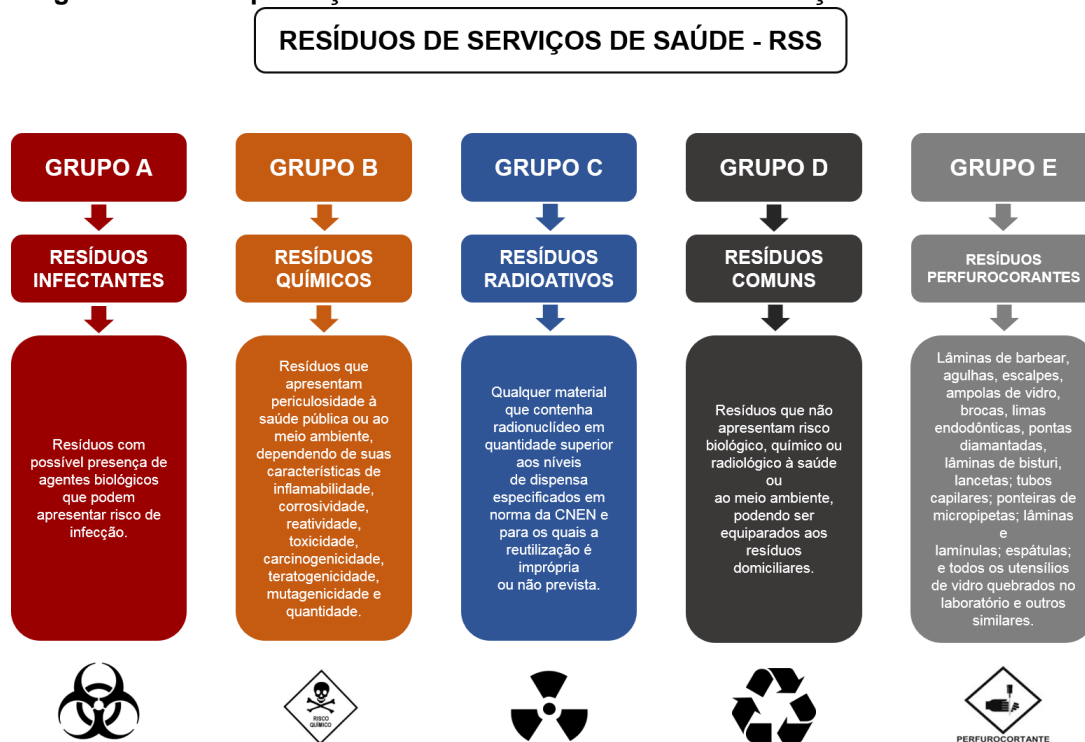 RESÍDUOS DE SERVIÇOS DE SAÚDE - RSS
GRUPO A
RESÍDUOS
INFECTANTES
Resíduos com
possível presença de
agentes biológicos
que podem
apresentar risco de
infecção.
GRUPO B
RESÍDUOS
QUÍMICOS
Resíduos que
apresentam
periculosidade à
saúde pública ou ao
meio ambiente,
dependendo de suas
características de
inflamabilidade,
corrosividade,
reatividade,
toxicidade,
carcinogenicidade,
teratogenicidade,
mutagenicidade e
quantidade.
RISCO
QUÍMICO
GRUPO C
RESÍDUOS
RADIOATIVOS
Qualquer material
que contenha
radionuclídeo em
quantidade superior
aos níveis
de dispensa
especificados em
norma da CNEN e
para os quais a
reutilização é
imprópria
ou não prevista.
GRUPO D
RESÍDUOS
COMUNS
Resíduos que não
apresentam risco
biológico, químico ou
radiológico à saúde
ou
ao meio ambiente,
podendo ser
equiparados aos
resíduos
domiciliares.
GRUPO E
RESÍDUOS
PERFUROCORANTES
Lâminas de barbear,
agulhas, escalpes,
ampolas de vidro,
brocas, limas
endodônticas, pontas
diamantadas,
lâminas de bisturi,
lancetas; tubos
capilares; ponteiras de
micropipetas; lâminas
e
lamínulas; espátulas;
e todos os utensílios
de vidro quebrados no
laboratório e outros
similares.
PERFUROCORTANTE